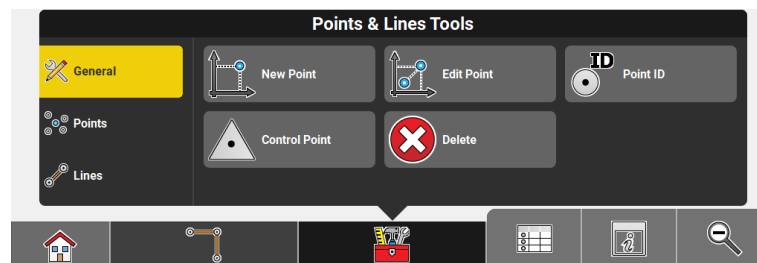 Points & Lines Tools
General
New Point
Edit Point
ID
Point ID
Points
Control Point
Delete
Lines
i